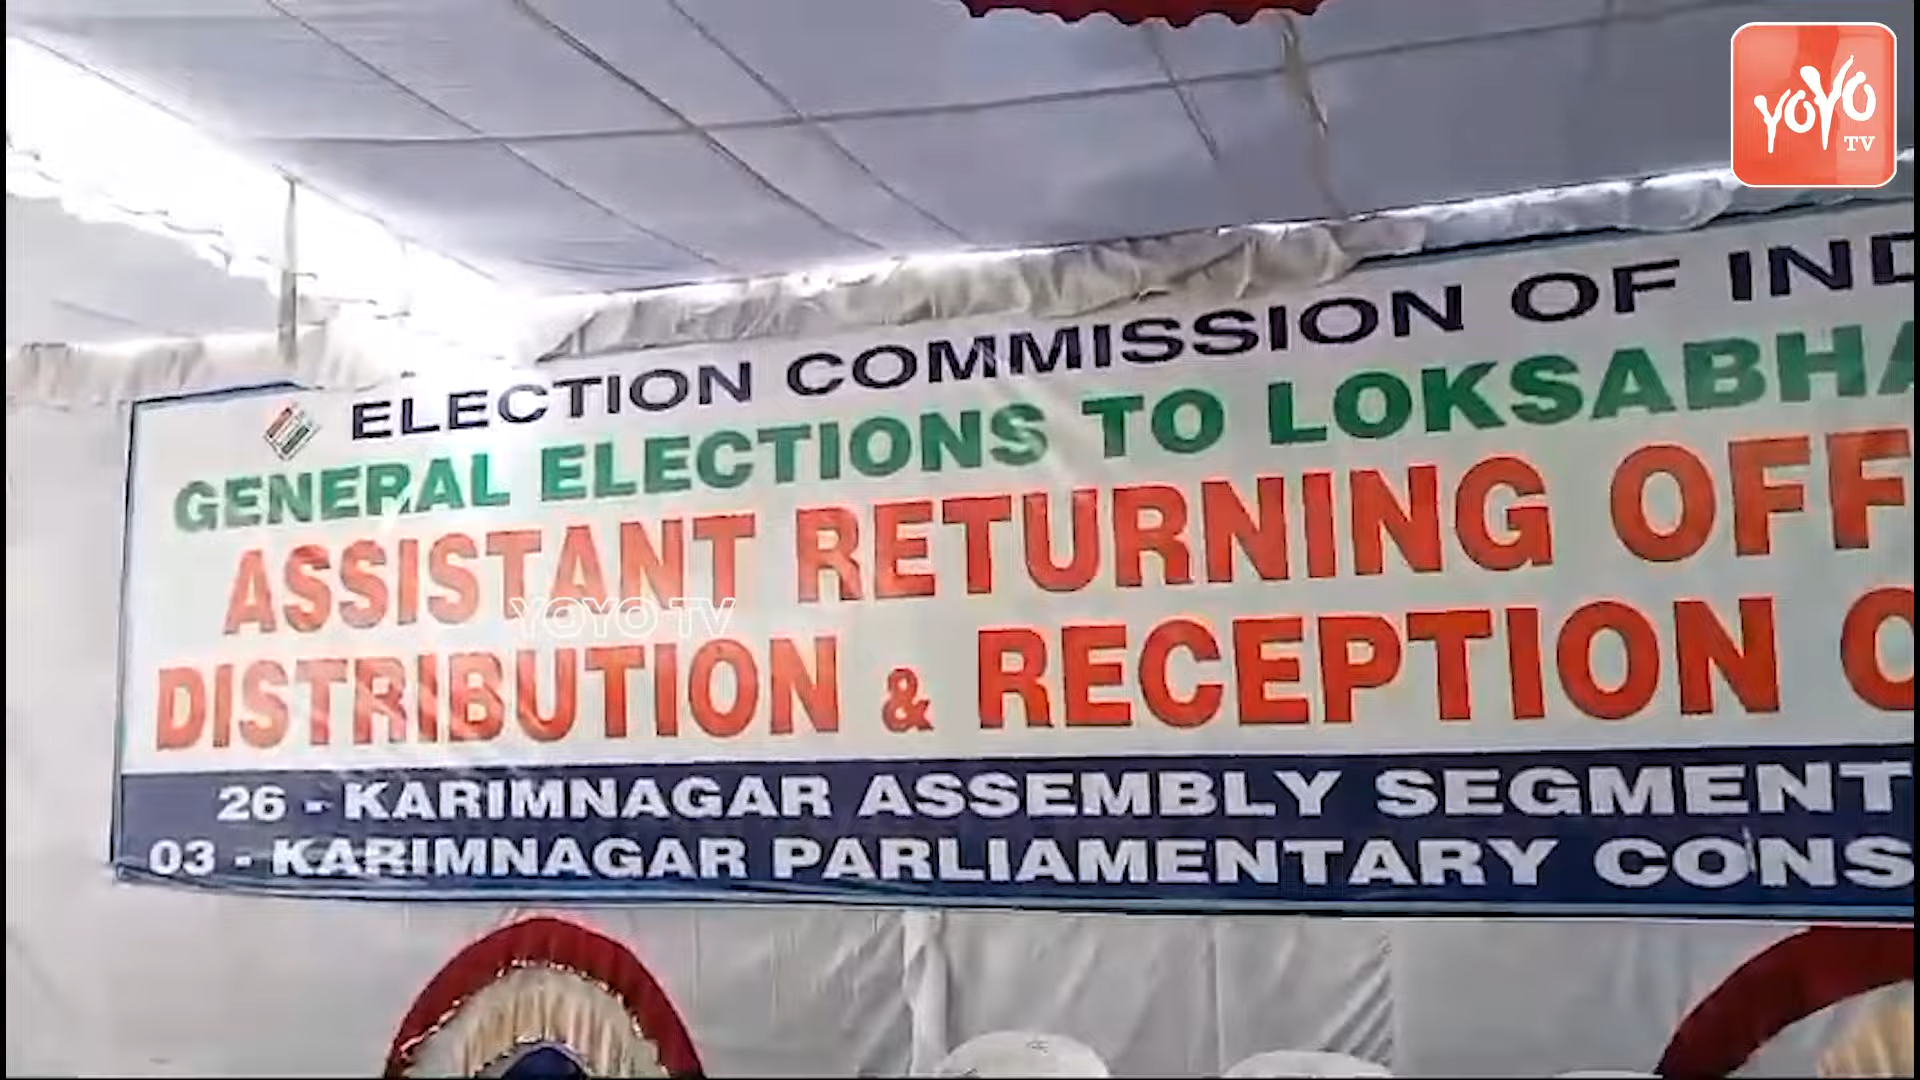 YOYO
TV
ELECTION COMMISSION OF IND
GENERAL ELECTIONS TO LOKSABHA
ASSISTANT RETURNING OFF
YOYO TV
DISTRIBUTION & RECEPTION
26 - KARIMNAGAR ASSEMBLY SEGMENT
03 - KARIMNAGAR PARLIAMENTARY CONS